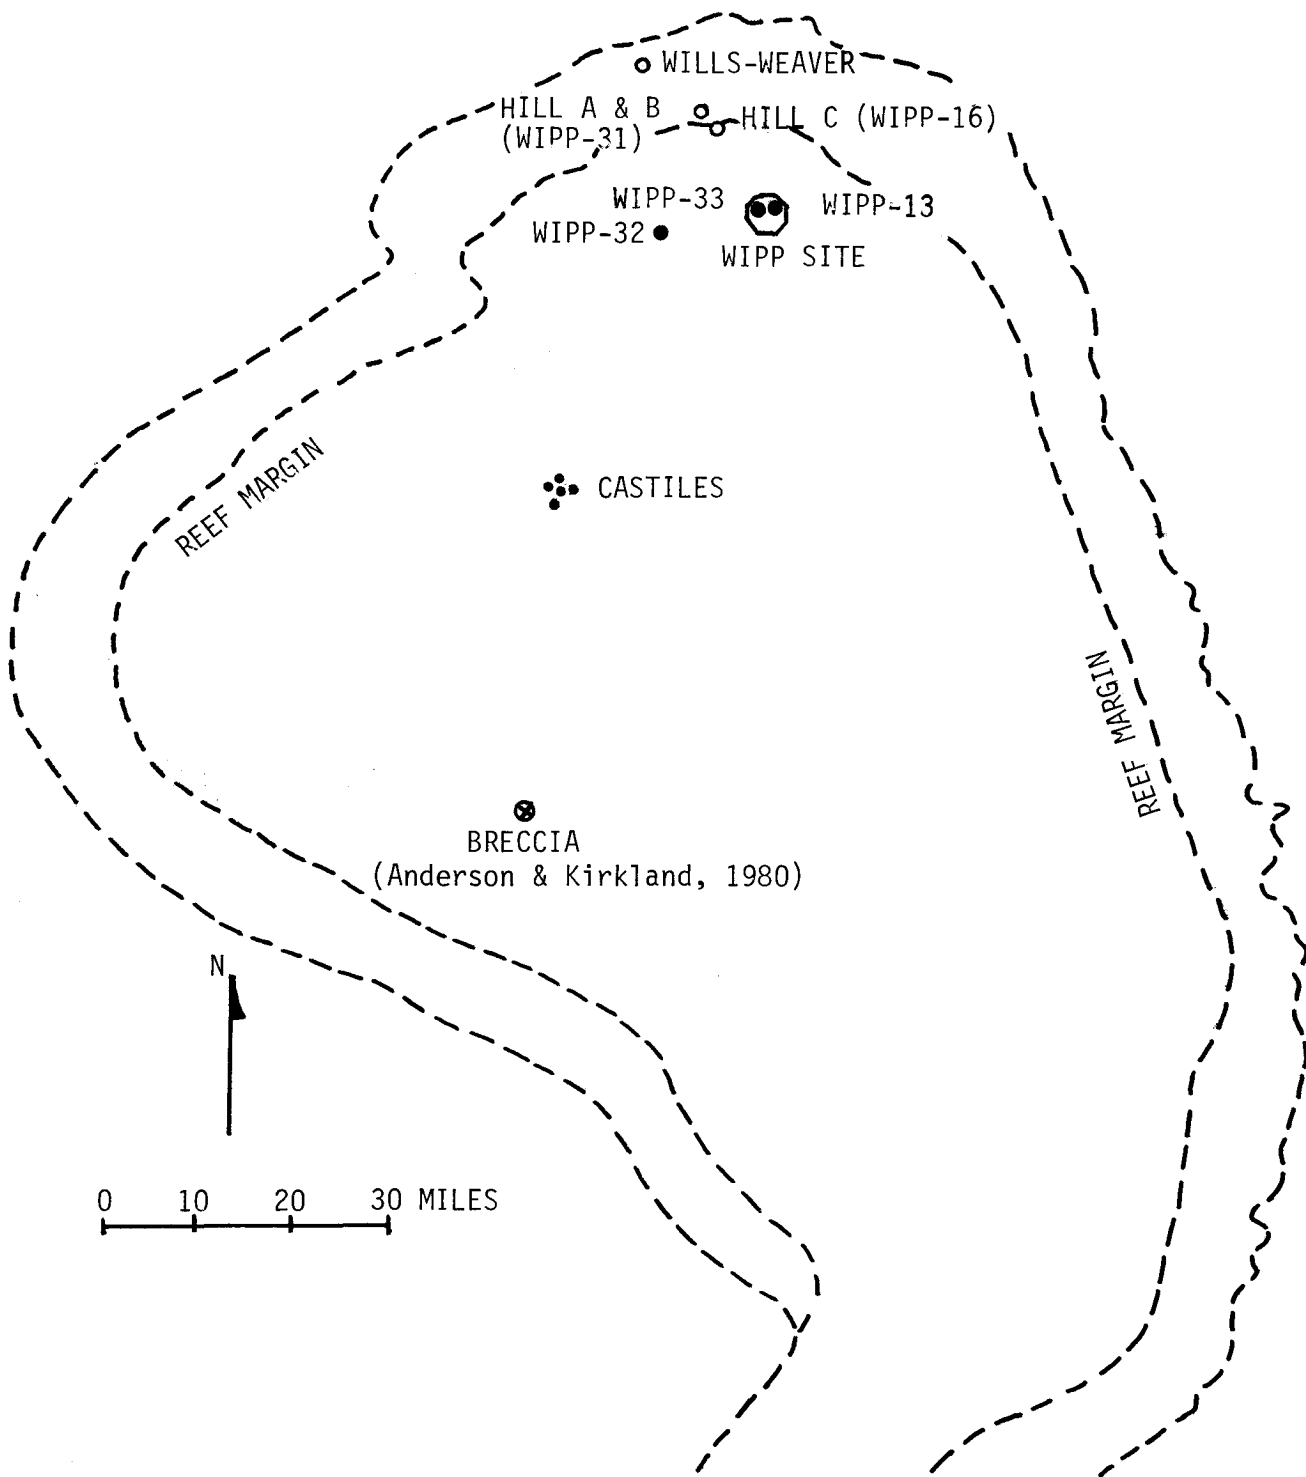 WILLS-WEAVER
HILL A & B
(WIPP-31)
HILL C (WIPP-16)
WIPP-33
WIPP-13
WIPP-32
WIPP SITE
REEF MARGIN
CASTILES
REEF MARGIN
BRECCIA
(Anderson & Kirkland, 1980)
N
0 10 20 30 MILES